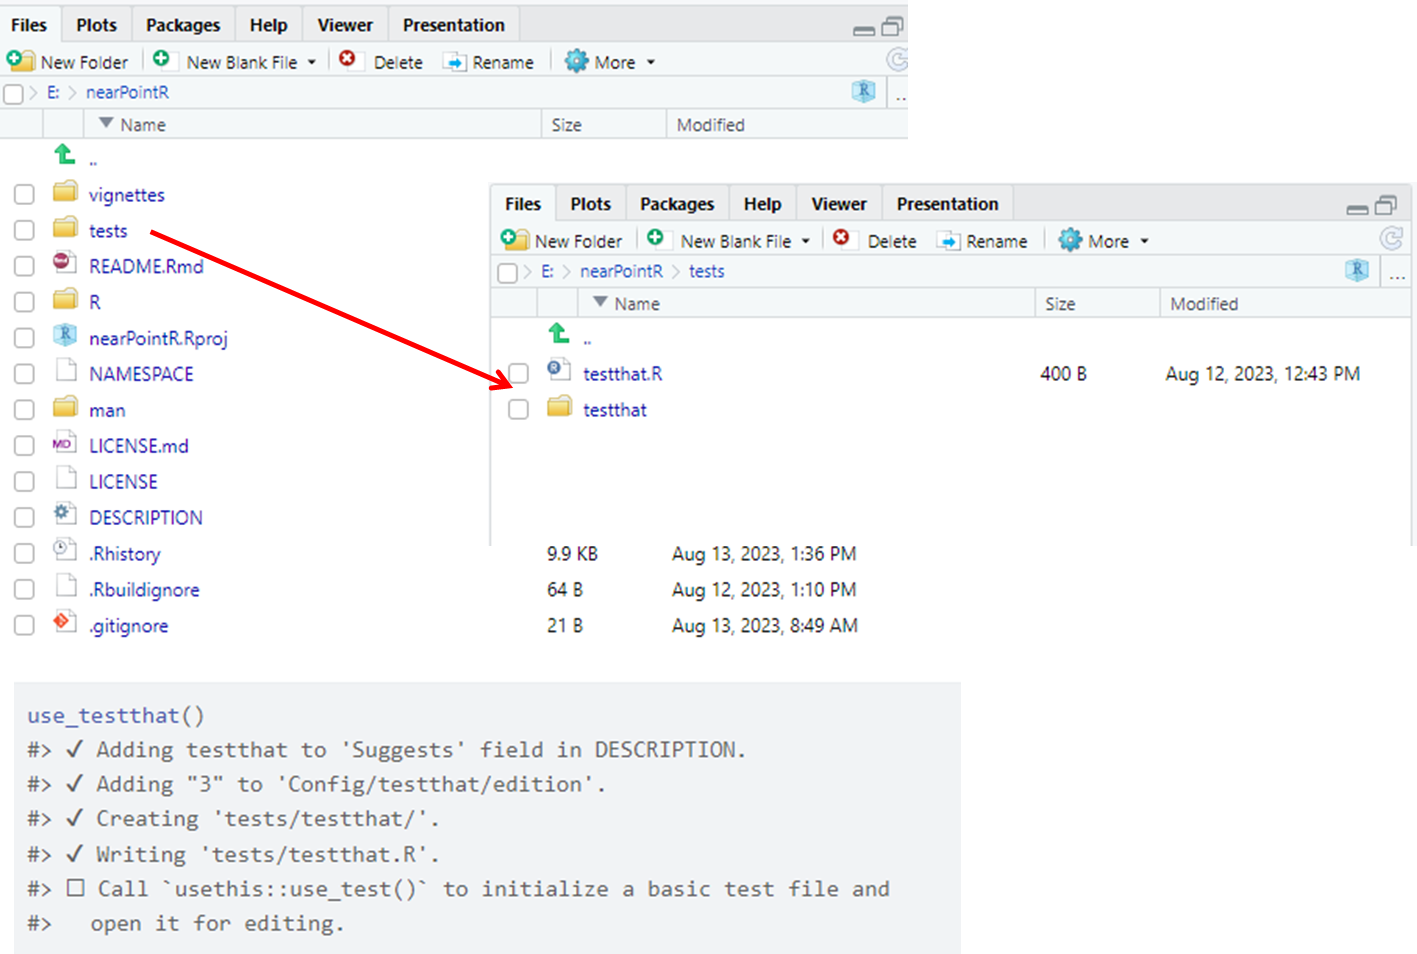 Files Plots Packages Help Viewer Presentation
New Folder New Blank File Delete Rename More
E: nearPointR ...
Name Size Modified
..
vignettes
tests
README.Rmd
R
nearPointR.Rproj
NAMESPACE
man
LICENSE.md
LICENSE
DESCRIPTION
.Rhistory 9.9 KB Aug 13, 2023, 1:36 PM
.Rbuildignore 64 B Aug 12, 2023, 1:10 PM
.gitignore 21 B Aug 13, 2023, 8:49 AM
Files Plots Packages Help Viewer Presentation
New Folder New Blank File Delete Rename More
E: nearPointR tests ...
Name Size Modified
..
testthat.R 400 B Aug 12, 2023, 12:43 PM
testthat
use_testthat()
#> ✓ Adding testthat to 'Suggests' field in DESCRIPTION.
#> ✓ Adding "3" to 'Config/testthat/edition'.
#> ✓ Creating 'tests/testthat/'.
#> ✓ Writing 'tests/testthat.R'.
#> ☐ Call `usethis::use_test()` to initialize a basic test file and
#> open it for editing.